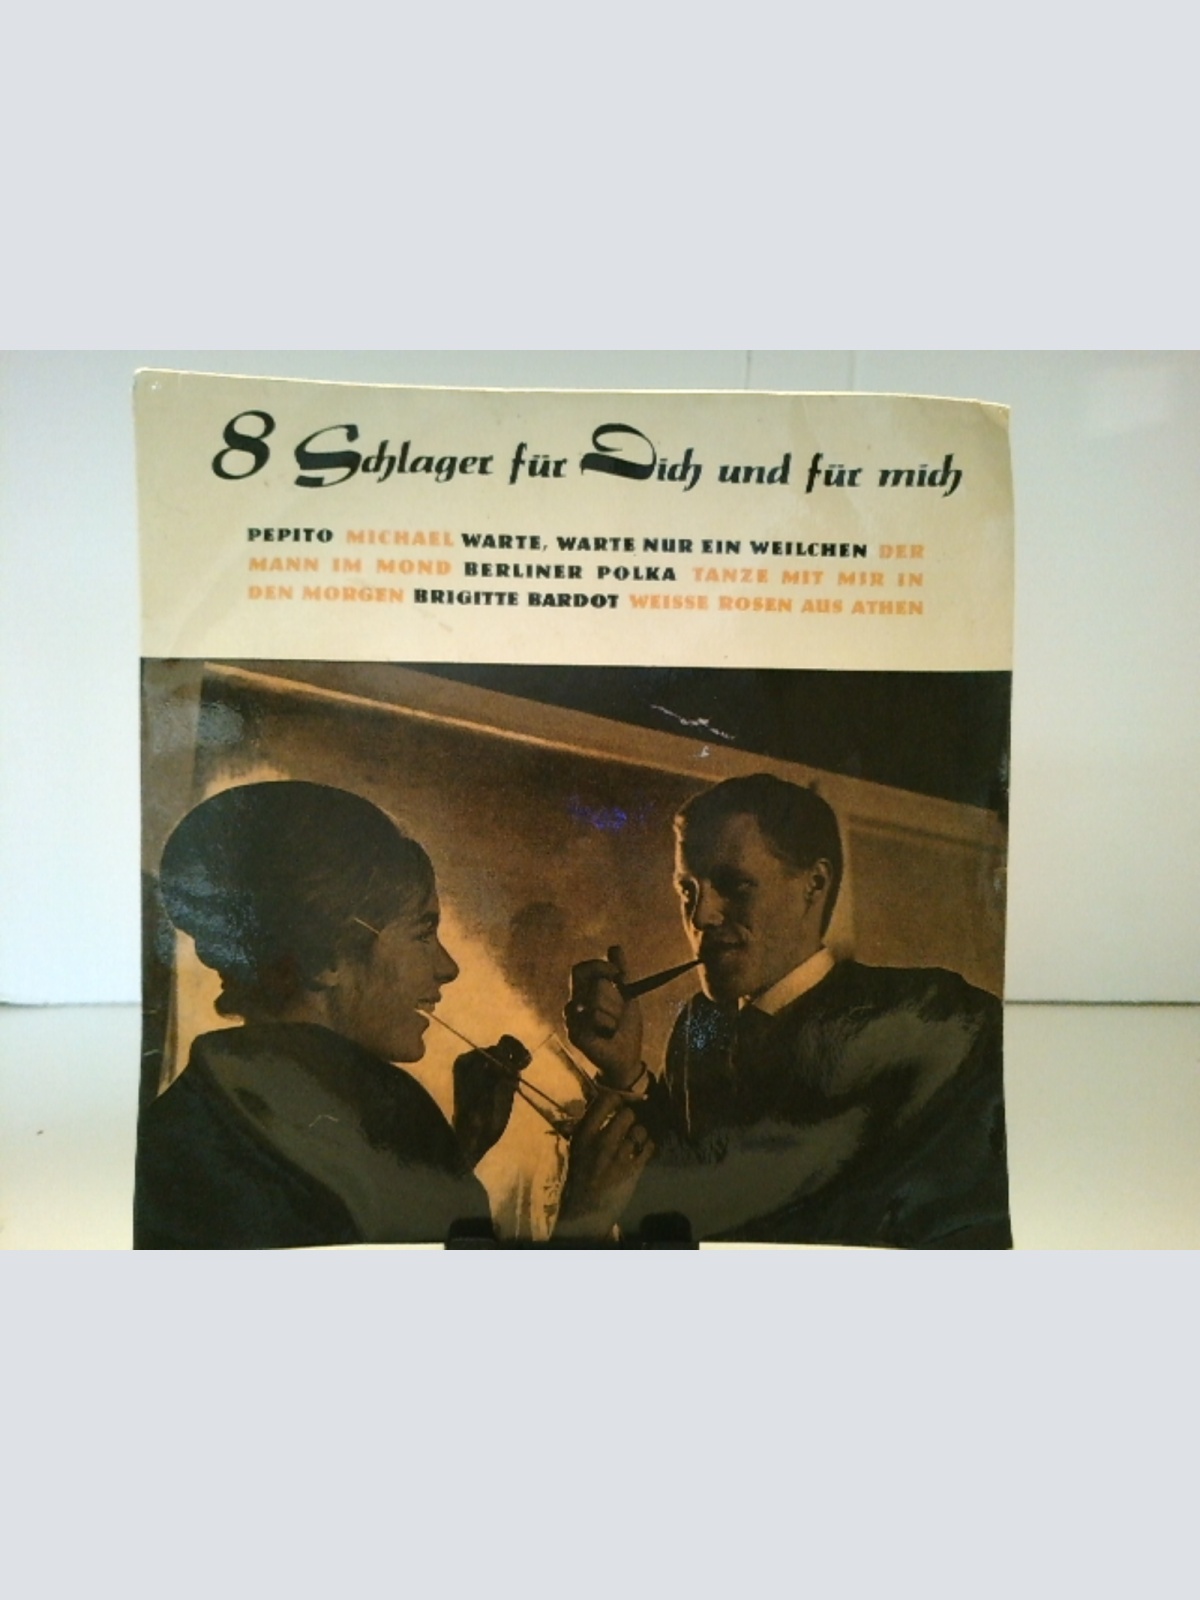 8 Schlager für Dich und für mich
PEPITO MICHAEL WARTE, WARTE NUR EIN WEILCHEN DER
MANN IM MOND BERLINER POLKA TANZE MIT MIR IN
DEN MORGEN BRIGITTE BARDOT WEISSE ROSEN AUS ATHEN